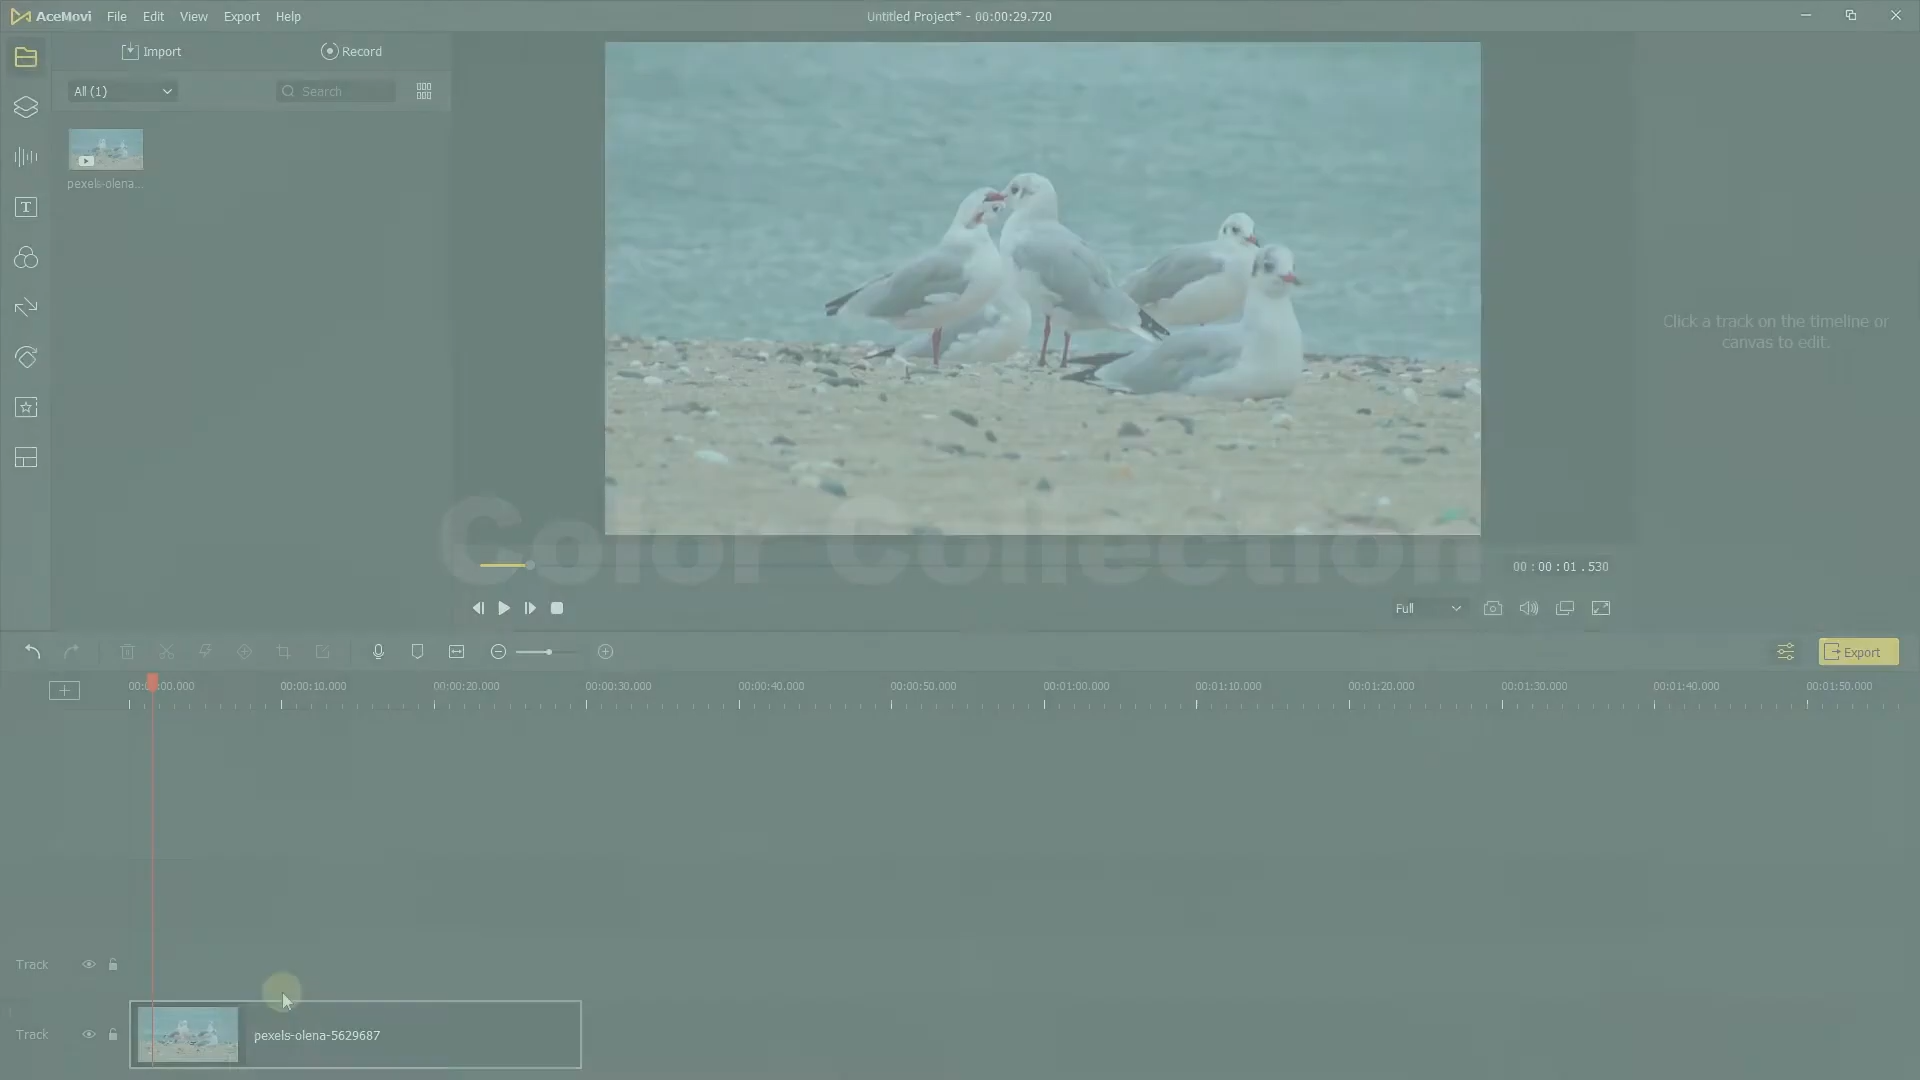 AceMovi File Edit View Export Help
Untitled Project* - 00:00:29.720
Import
Record
All (1)
Search
pexels-olena...
Click a track on the timeline or
canvas to edit.
Color Collection
00:00:01.530
Full
Export
00:00:00.000 00:00:10.000 00:00:20.000 00:00:30.000 00:00:40.000 00:00:50.000 00:01:00.000 00:01:10.000 00:01:20.000 00:01:30.000 00:01:40.000 00:01:50.000
Track
Track
pexels-olena-5629687